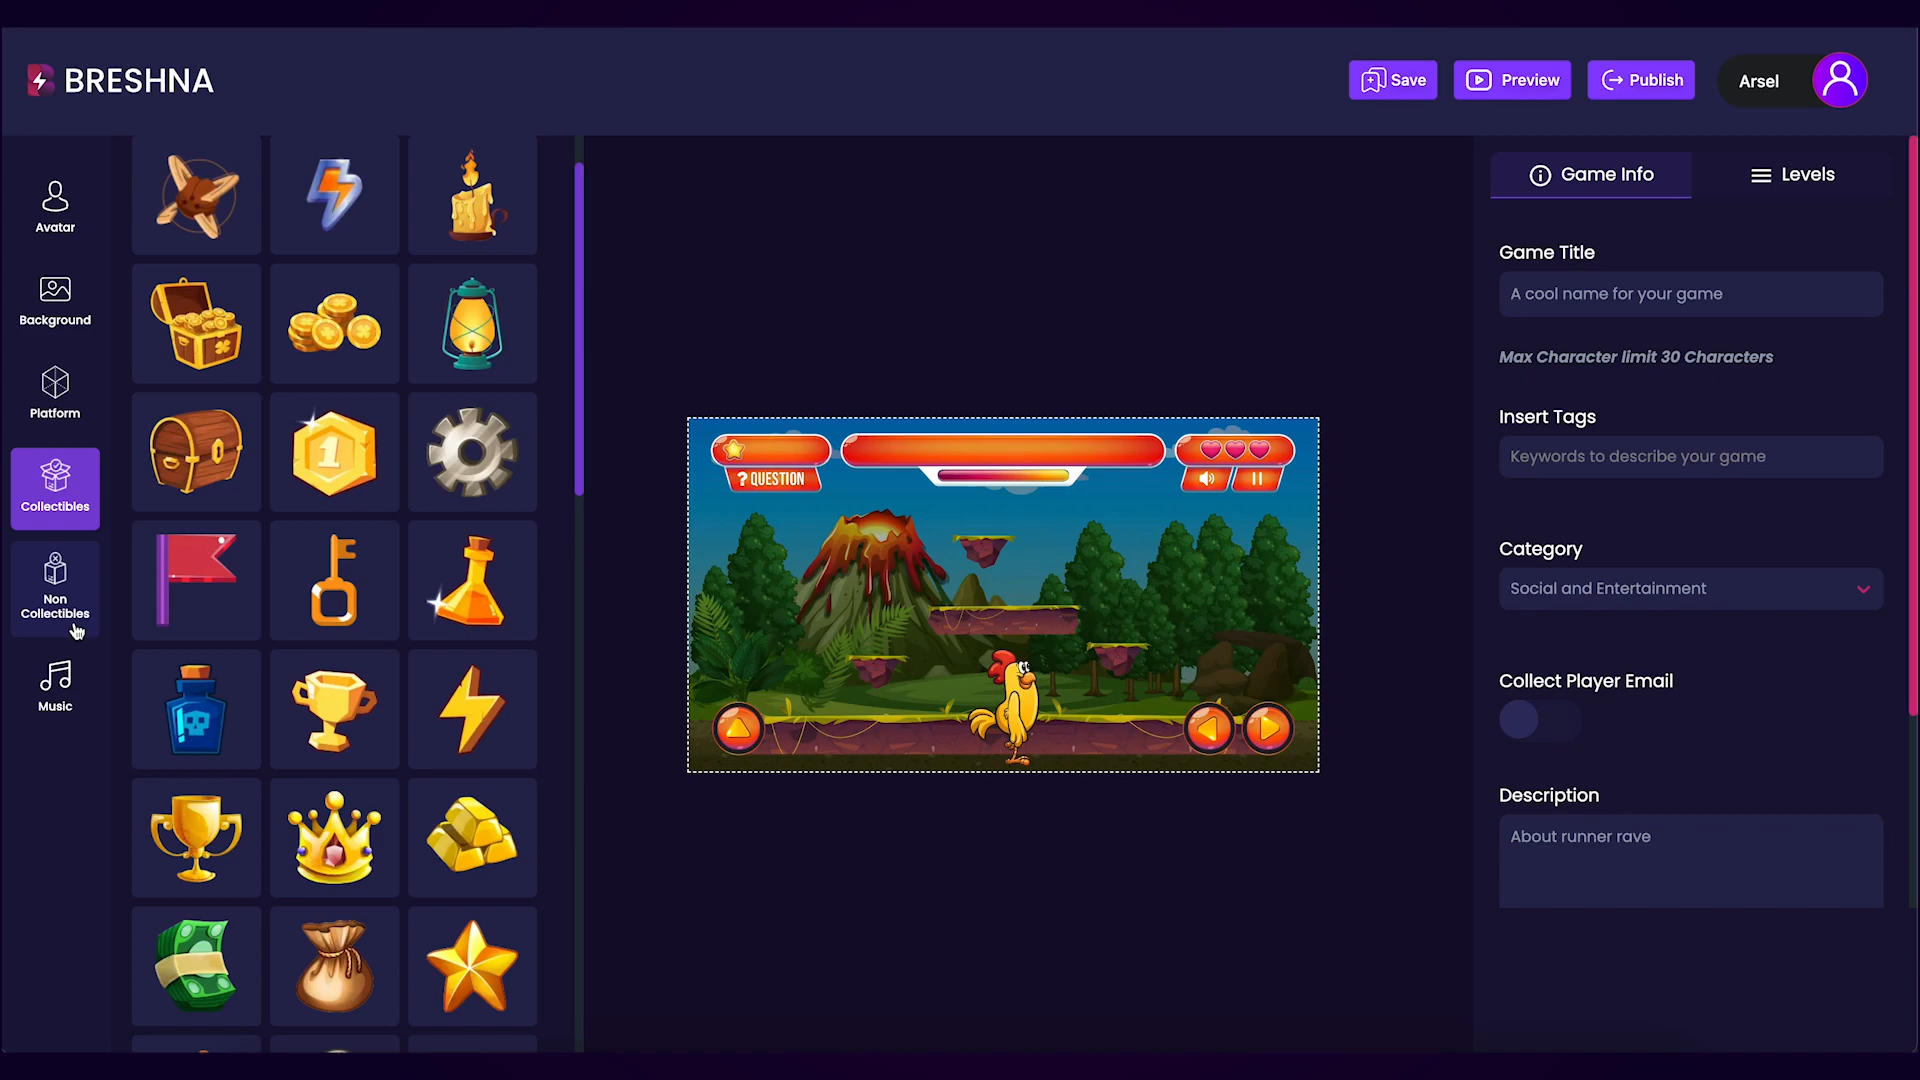 BRESHNA
Save
Preview
Publish
Arsel
Avatar
Background
Platform
Collectibles
Non
Collectibles
Music
1
? QUESTION
Game Info
Levels
Game Title
A cool name for your game
Max Character limit 30 Characters
Insert Tags
Keywords to describe your game
Category
Social and Entertainment
Collect Player Email
Description
About runner rave